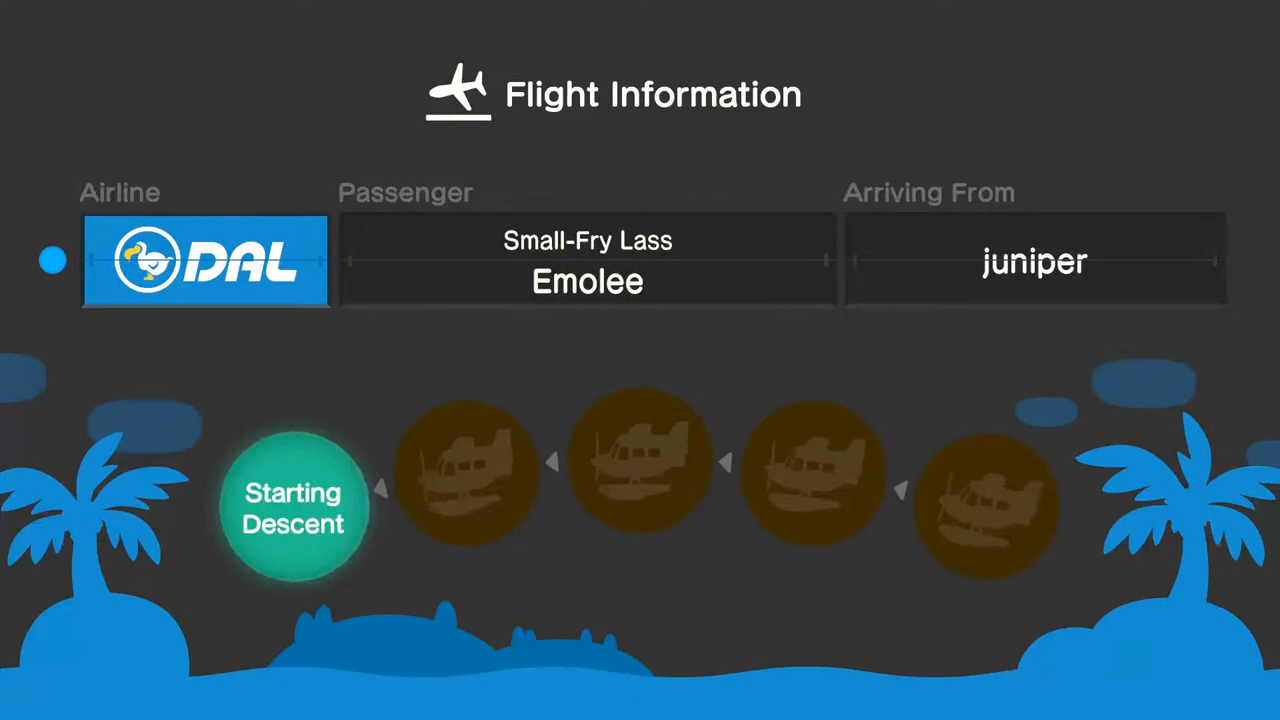 Flight Information
Airline
Passenger
Arriving From
DAL
Small-Fry Lass
Emolee
juniper
Starting
Descent